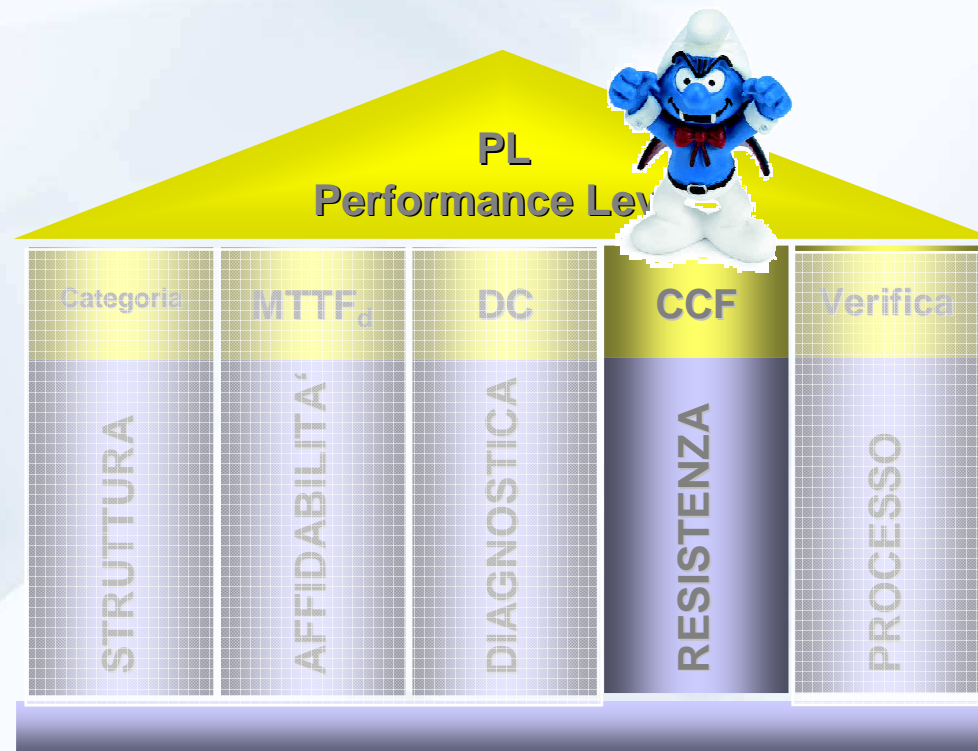 PL
Performance Lev
Categoria
MTTFd
DC
CCF
Verifica
STRUTTURA
AFFIDABILITA‘
DIAGNOSTICA
RESISTENZA
PROCESSO